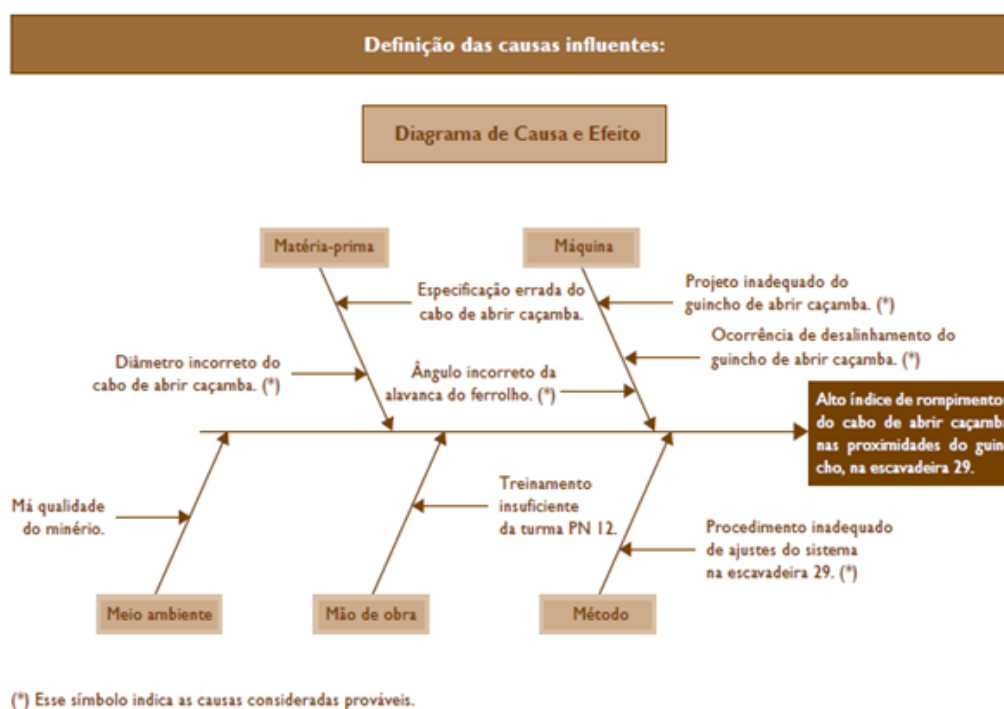 Definição das causas influentes:
Diagrama de Causa e Efeito
Matéria-prima
Máquina
Especificação errada do
cabo de abrir caçamba.
Projeto inadequado do
guincho de abrir caçamba. (*)
Diâmetro incorreto do
cabo de abrir caçamba. (*)
Ângulo incorreto da
alavanca do ferrolho. (*)
Ocorrência de desalinhamento do
guincho de abrir caçamba. (*)
Alto índice de rompimento
do cabo de abrir caçamb
nas proximidades do guin
cho, na escavadeira 29.
Má qualidade
do minério.
Treinamento
insuficiente
da turma PN 12.
Procedimento inadequado
de ajustes do sistema
na escavadeira 29. (*)
Meio ambiente
Mão de obra
Método
(*) Esse símbolo indica as causas consideradas prováveis.